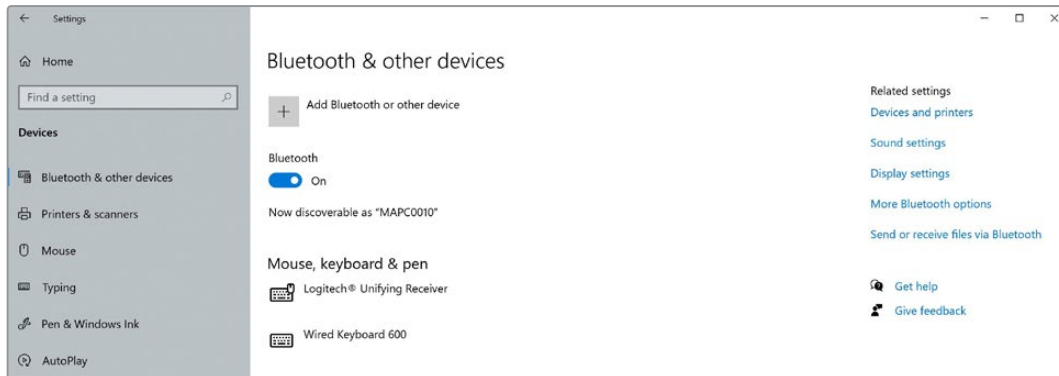 Settings
Home
Find a setting
Devices
Bluetooth & other devices
Printers & scanners
Mouse
Typing
Pen & Windows Ink
AutoPlay
Bluetooth & other devices
Add Bluetooth or other device
Bluetooth
On
Now discoverable as “MAPC0010”
Mouse, keyboard & pen
Logitech® Unifying Receiver
Wired Keyboard 600
Related settings
Devices and printers
Sound settings
Display settings
More Bluetooth options
Send or receive files via Bluetooth
Get help
Give feedback